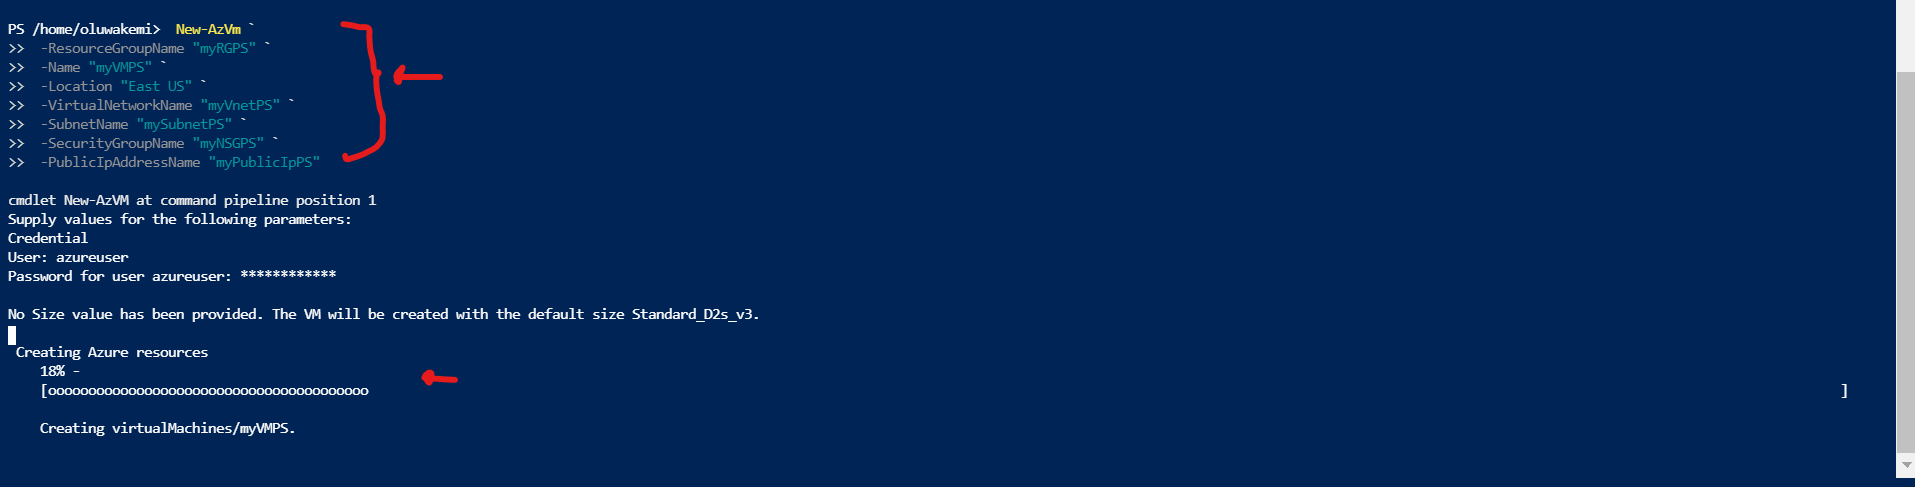 PS /home/oluwakemi>  New-AzVm `
>>  -ResourceGroupName "myRGPS" `
>>  -Name "myVMPS" `
>>  -Location "East US" `
>>  -VirtualNetworkName "myVnetPS" `
>>  -SubnetName "mySubnetPS" `
>>  -SecurityGroupName "myNSGPS" `
>>  -PublicIpAddressName "myPublicIpPS"
cmdlet New-AzVM at command pipeline position 1
Supply values for the following parameters:
Credential
User: azureuser
Password for user azureuser: ************
No Size value has been provided. The VM will be created with the default size Standard_D2s_v3.
Creating Azure resources
18% -
[oooooooooooooooooooooooooooooooooooooooo ]
Creating virtualMachines/myVMPS.